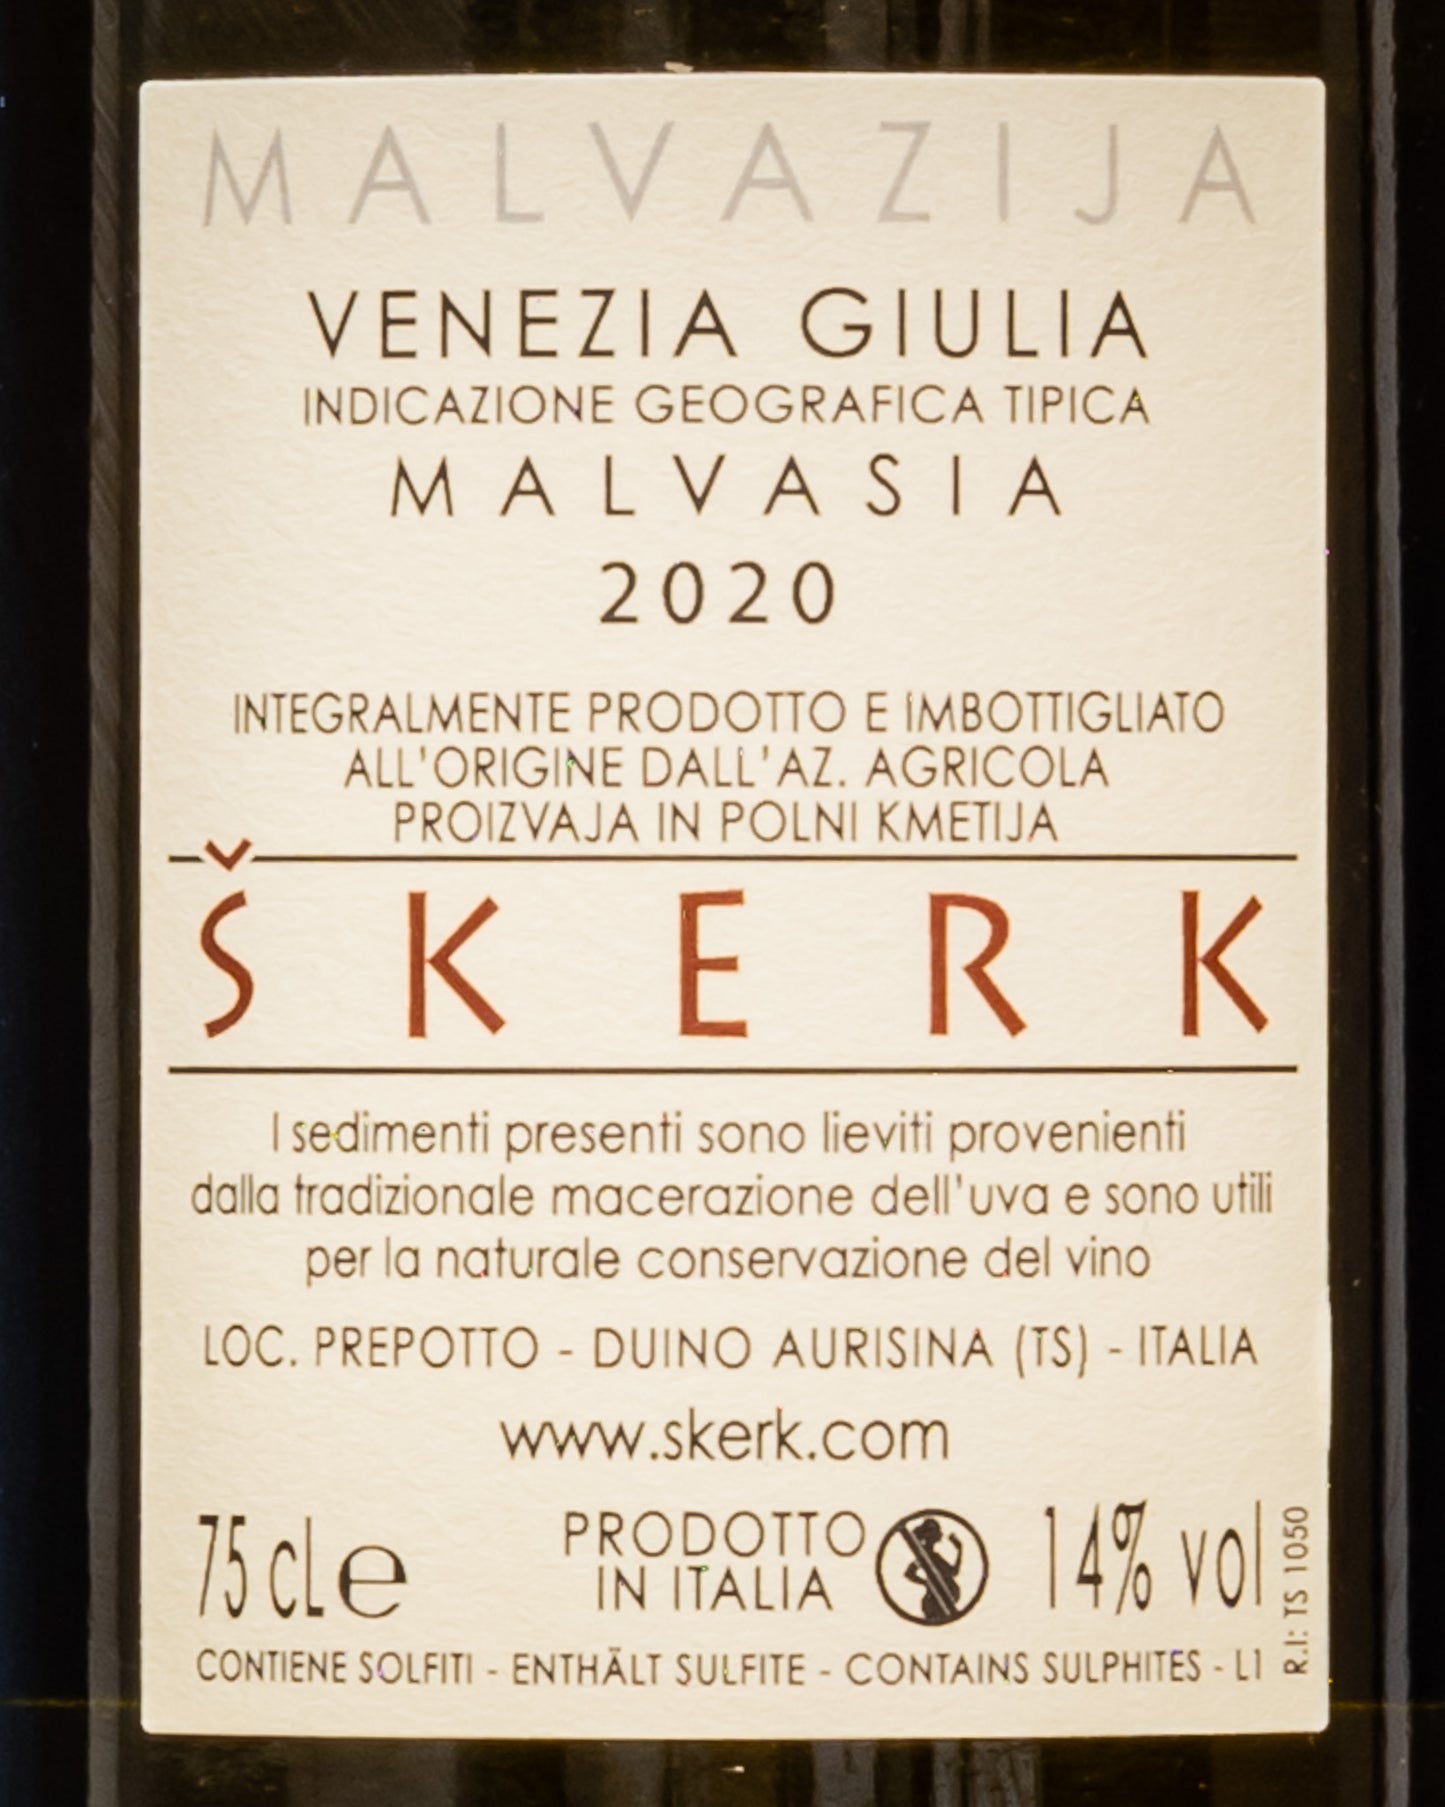 MALVAZIJA
VENEZIA GIULIA
INDICAZIONE GEOGRAFICA TIPICA
MALVASIA
2020
INTEGRALMENTE PRODOTTO E IMBOTTIGLIATO
ALL'ORIGINE DALL'AZ. AGRICOLA
PROIZVAJA IN POLNI KMETIJA
ŠKERK
I sedimenti presenti sono lieviti provenienti
dalla tradizionale macerazione dell'uva e sono utili
per la naturale conservazione del vino
LOC. PREPOTTO - DUINO AURISINA (TS) - ITALIA
www.skerk.com
75 cL e
PRODOTTO
IN ITALIA
14% vol
CONTIENE SOLFITI - ENTHÄLT SULFITE - CONTAINS SULPHITES - L1
R.I: TS 1050